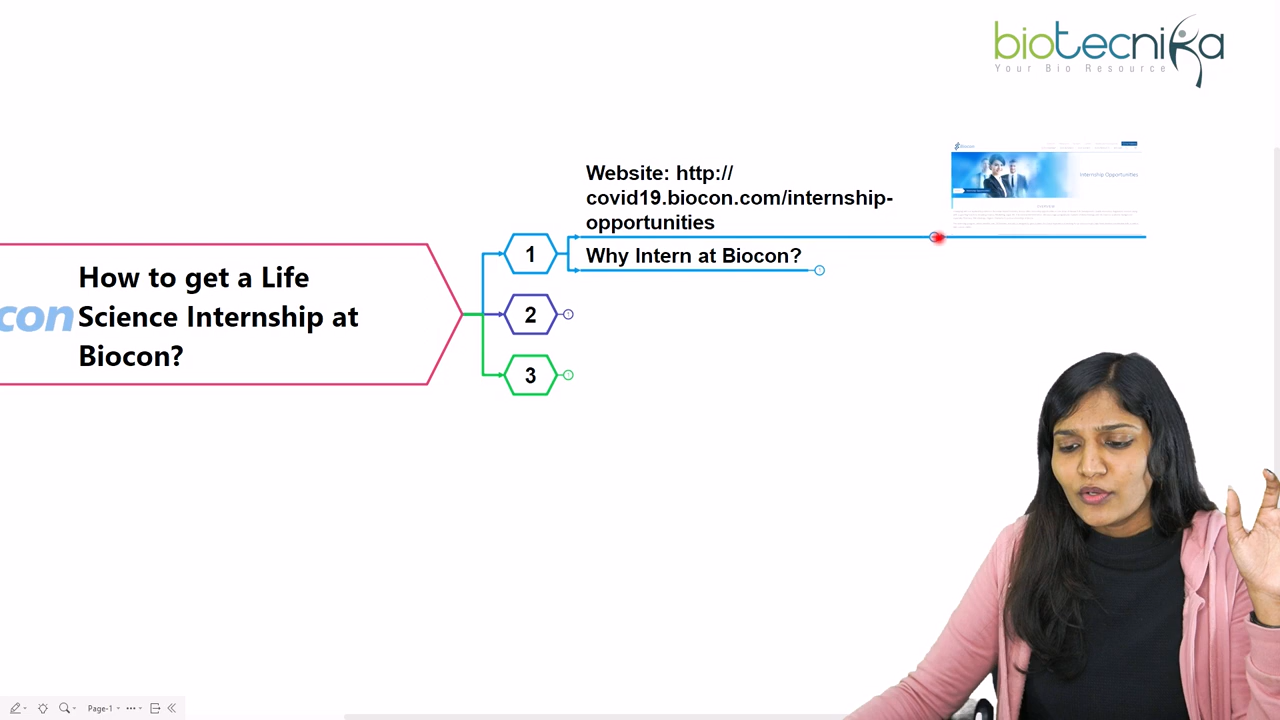 biotecnika
Your Bio Resource
Website: http://
covid19.biocon.com/internship-
opportunities
Biocon
Internship Opportunities
1
Why Intern at Biocon?
con
How to get a Life
Science Internship at
Biocon?
2
3
Page-1